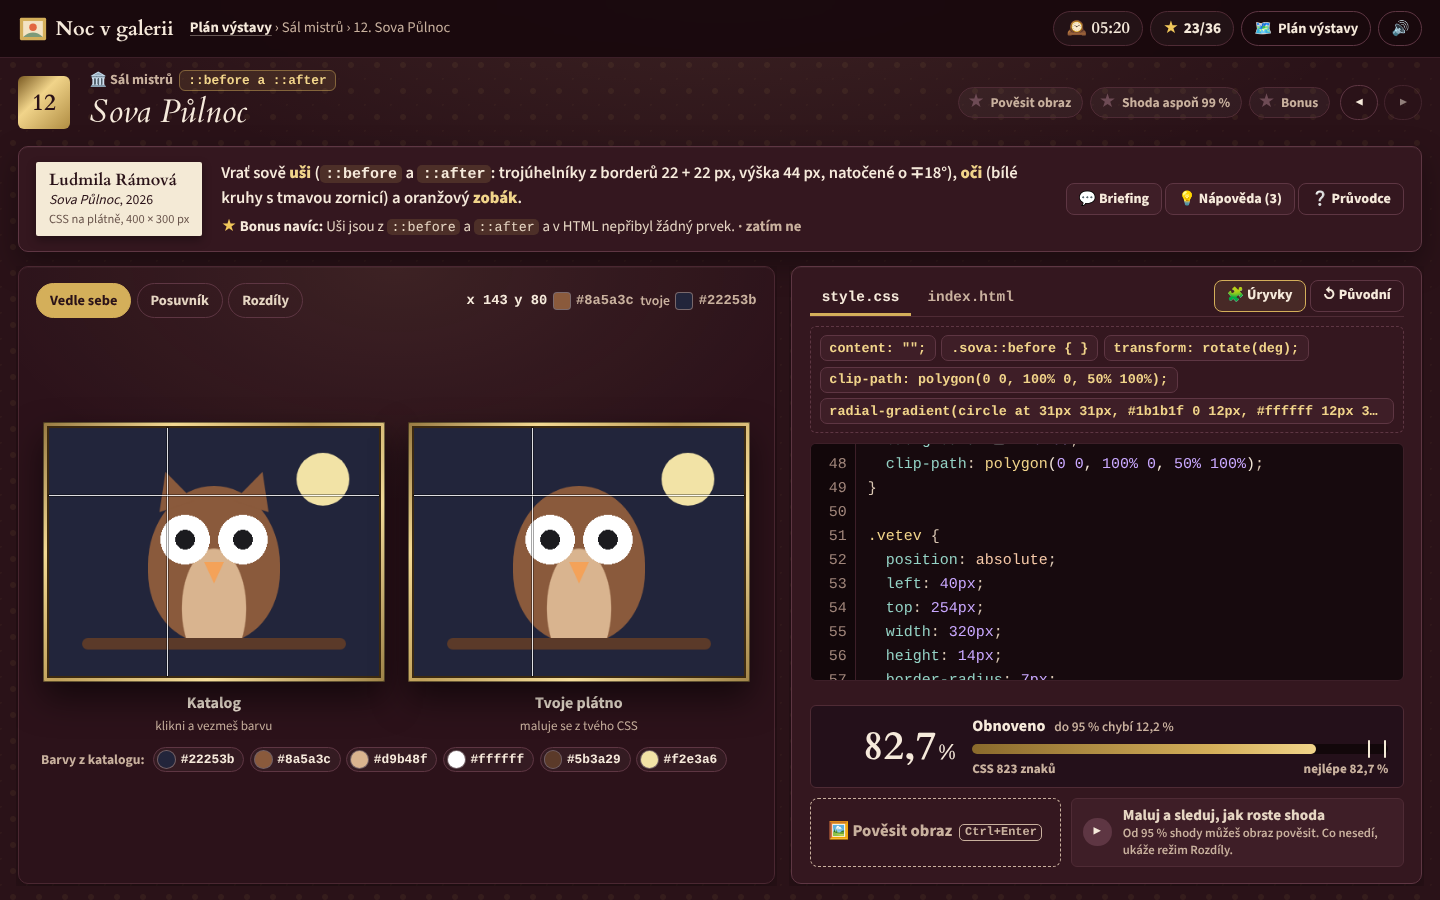 Noc v galerii
Plán výstavy › Sál mistrů › 12. Sova Půlnoc
05:20
★ 23/36
Plán výstavy
12
Sál mistrů ::before a ::after
Sova Půlnoc
★ Pověsit obraz
★ Shoda aspoň 99 %
★ Bonus
Ludmila Rámová
Sova Půlnoc, 2026
CSS na plátně, 400 × 300 px
Vrať sově uši (::before a ::after: trojúhelníky z borderů 22 + 22 px, výška 44 px, natočené o ∓18°), oči (bílé
kruhy s tmavou zornicí) a oranžový zobák.
★ Bonus navíc: Uši jsou z ::before a ::after a v HTML nepřibyl žádný prvek. · zatím ne
Briefing
Nápověda (3)
Průvodce
Vedle sebe
Posuvník
Rozdíly
x 143 y 80 #8a5a3c tvoje #22253b
Katalog
klikni a vezmeš barvu
Tvoje plátno
maluje se z tvého CSS
Barvy z katalogu: #22253b #8a5a3c #d9b48f #ffffff #5b3a29 #f2e3a6
style.css
index.html
Úryvky
Původní
content: "";
.sova::before { }
transform: rotate(deg);
clip-path: polygon(0 0, 100% 0, 50% 100%);
radial-gradient(circle at 31px 31px, #1b1b1f 0 12px, #ffffff 12px 3…
48 clip-path: polygon(0 0, 100% 0, 50% 100%);
49 }
50
51 .vetev {
52 position: absolute;
53 left: 40px;
54 top: 254px;
55 width: 320px;
56 height: 14px;
57 border-radius: 7px;
82,7 %
Obnoveno do 95 % chybí 12,2 %
CSS 823 znaků
nejlépe 82,7 %
Pověsit obraz Ctrl+Enter
Maluj a sleduj, jak roste shoda
Od 95 % shody můžeš obraz pověsit. Co nesedí,
ukáže režim Rozdíly.